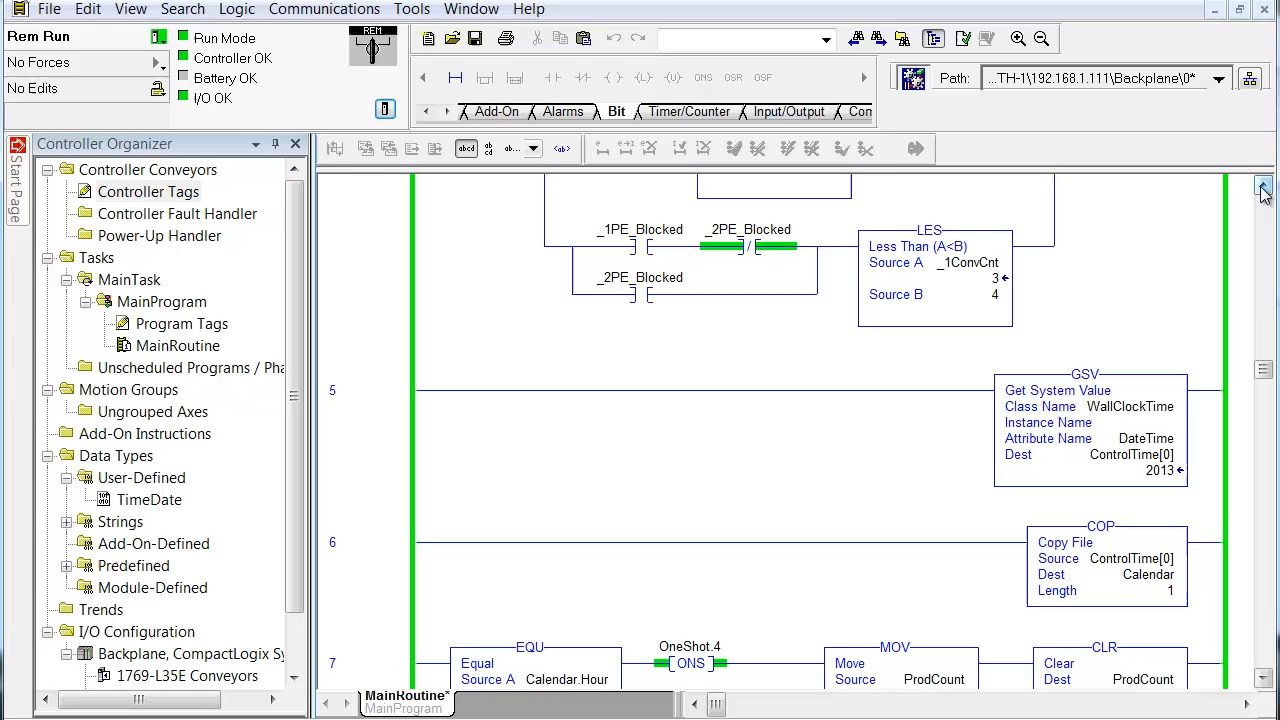 File Edit View Search Logic Communications Tools Window Help
Rem Run
No Forces
No Edits
Run Mode
Controller OK
Battery OK
I/O OK
REM
ONS OSR OSF
Path: ...TH-1\192.168.1.111\Backplane\0*
Add-On Alarms Bit Timer/Counter Input/Output Con
Start Page
Controller Organizer
Controller Conveyors
Controller Tags
Controller Fault Handler
Power-Up Handler
Tasks
MainTask
MainProgram
Program Tags
MainRoutine
Unscheduled Programs / Pha
Motion Groups
Ungrouped Axes
Add-On Instructions
Data Types
User-Defined
TimeDate
Strings
Add-On-Defined
Predefined
Module-Defined
Trends
I/O Configuration
Backplane, CompactLogix Sy
1769-L35E Conveyors
abcd ab... <ab>
_1PE_Blocked _2PE_Blocked
_2PE_Blocked
LES
Less Than (A<B)
Source A _1ConvCnt
3
Source B 4
5
GSV
Get System Value
Class Name WallClockTime
Instance Name
Attribute Name DateTime
Dest ControlTime[0]
2013
6
COP
Copy File
Source ControlTime[0]
Dest Calendar
Length 1
7
EQU
Equal
Source A Calendar.Hour
OneShot.4
ONS
MOV
Move
Source ProdCount
CLR
Clear
Dest ProdCount
MainRoutine*
MainProgram